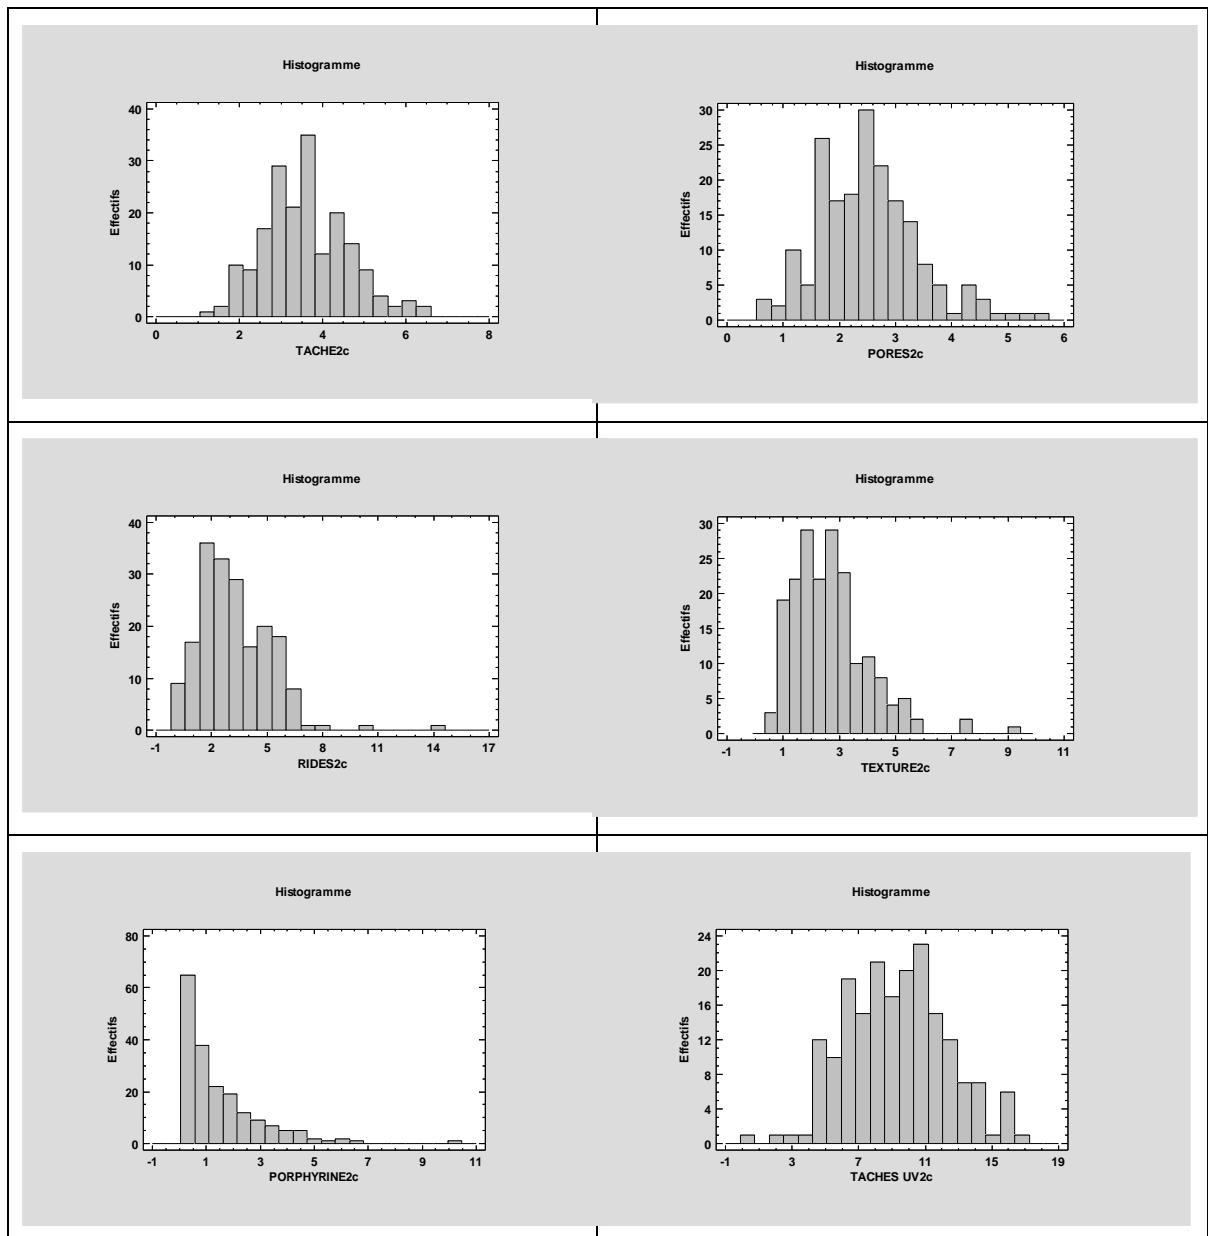 Histogramme
40
30
20
10
0
Effectifs
0 2 4 6 8
TACHE2c
Histogramme
30
25
20
15
10
5
0
Effectifs
0 1 2 3 4 5 6
PORES2c
Histogramme
40
30
20
10
0
Effectifs
-1 2 5 8 11 14 17
RIDES2c
Histogramme
30
25
20
15
10
5
0
Effectifs
-1 1 3 5 7 9 11
TEXTURE2c
Histogramme
80
60
40
20
0
Effectifs
-1 1 3 5 7 9 11
PORPHYRINE2c
Histogramme
24
20
16
12
8
4
0
Effectifs
-1 3 7 11 15 19
TACHES UV2c